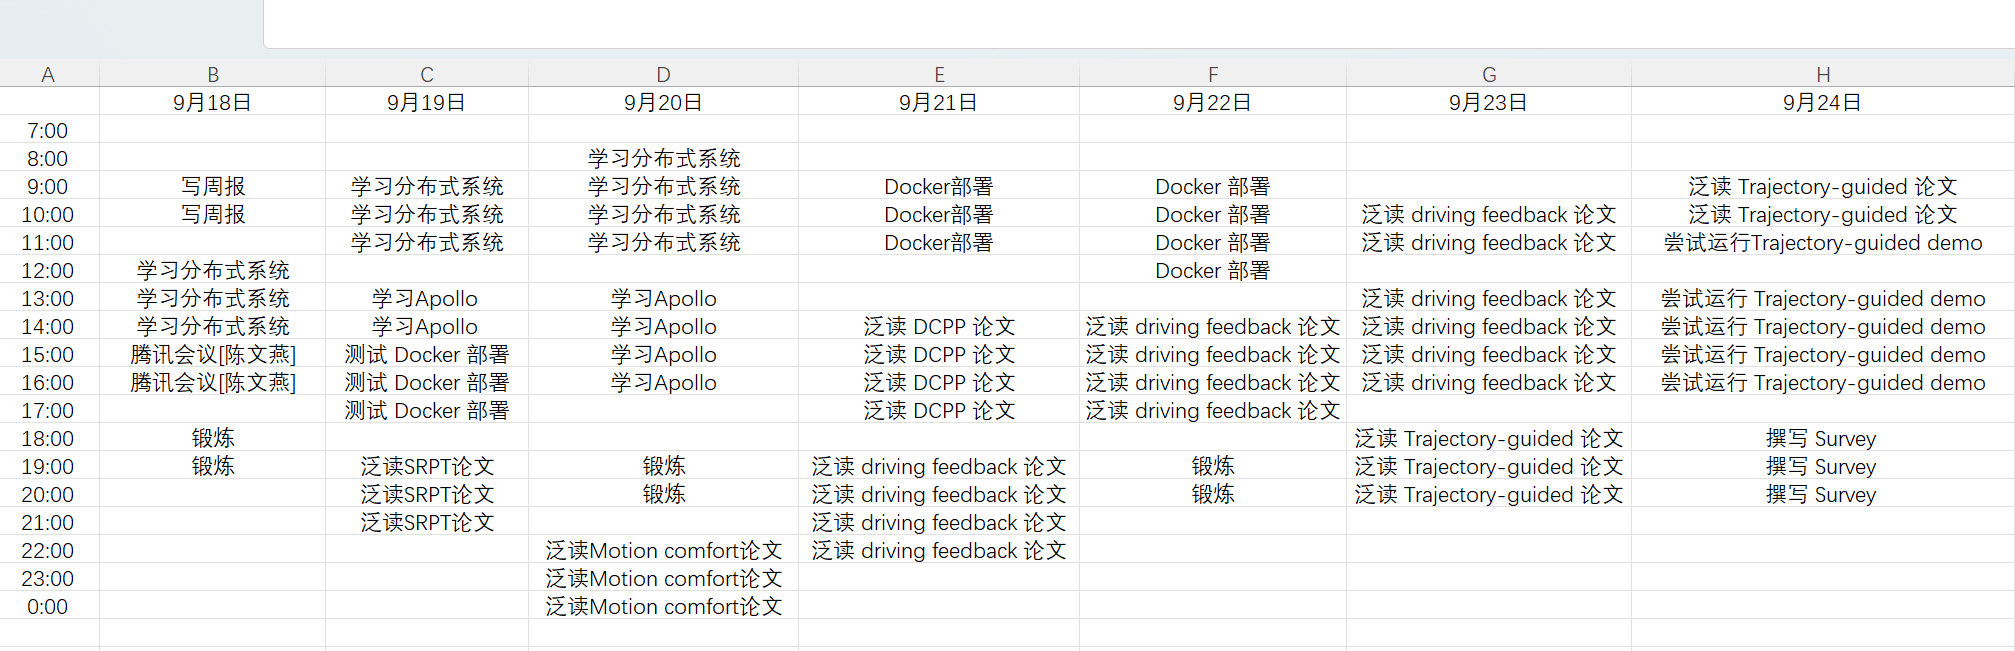 A B C D E F G H
9月18日 9月19日 9月20日 9月21日 9月22日 9月23日 9月24日
7:00
8:00 学习分布式系统
9:00 写周报 学习分布式系统 学习分布式系统 Docker部署 Docker 部署 泛读 Trajectory-guided 论文
10:00 写周报 学习分布式系统 学习分布式系统 Docker部署 Docker 部署 泛读 driving feedback 论文 泛读 Trajectory-guided 论文
11:00 学习分布式系统 学习分布式系统 Docker部署 Docker 部署 泛读 driving feedback 论文 尝试运行Trajectory-guided demo
12:00 学习分布式系统 Docker 部署
13:00 学习分布式系统 学习Apollo 学习Apollo 泛读 driving feedback 论文 尝试运行 Trajectory-guided demo
14:00 学习分布式系统 学习Apollo 学习Apollo 泛读 DCPP 论文 泛读 driving feedback 论文 泛读 driving feedback 论文 尝试运行 Trajectory-guided demo
15:00 腾讯会议[陈文燕] 测试 Docker 部署 学习Apollo 泛读 DCPP 论文 泛读 driving feedback 论文 泛读 driving feedback 论文 尝试运行 Trajectory-guided demo
16:00 腾讯会议[陈文燕] 测试 Docker 部署 学习Apollo 泛读 DCPP 论文 泛读 driving feedback 论文 泛读 driving feedback 论文 尝试运行 Trajectory-guided demo
17:00 测试 Docker 部署 泛读 DCPP 论文 泛读 driving feedback 论文
18:00 锻炼 泛读 Trajectory-guided 论文 撰写 Survey
19:00 锻炼 泛读SRPT论文 锻炼 泛读 driving feedback 论文 锻炼 泛读 Trajectory-guided 论文 撰写 Survey
20:00 泛读SRPT论文 锻炼 泛读 driving feedback 论文 锻炼 泛读 Trajectory-guided 论文 撰写 Survey
21:00 泛读SRPT论文 泛读 driving feedback 论文
22:00 泛读Motion comfort论文 泛读 driving feedback 论文
23:00 泛读Motion comfort论文
0:00 泛读Motion comfort论文